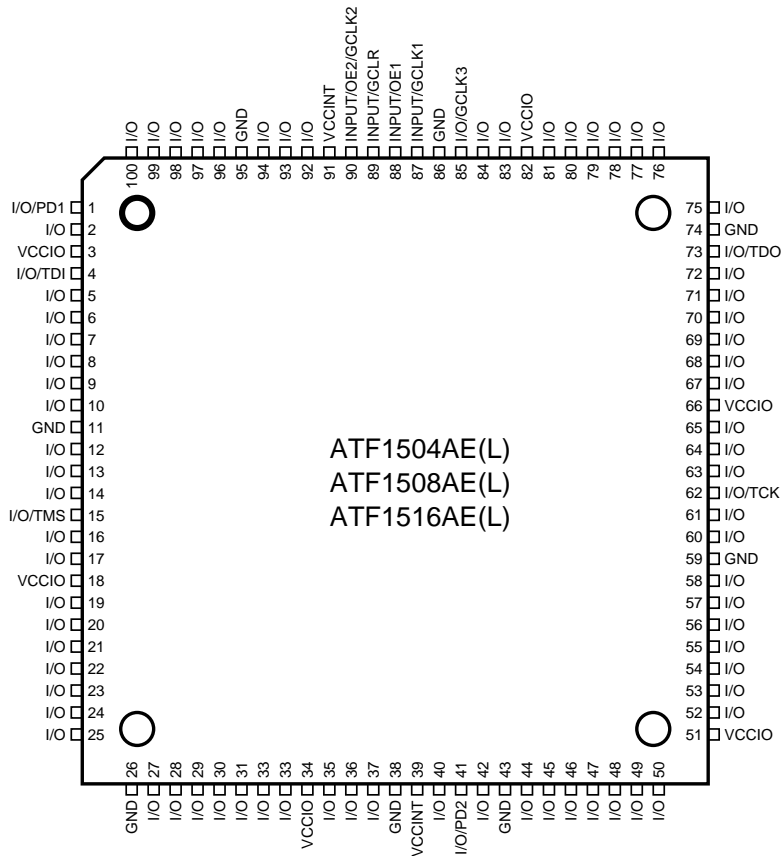 I/O
I/O
I/O
I/O
I/O
GND
I/O
I/O
I/O
VCCINT
INPUT/OE2/GCLK2
INPUT/GCLR
INPUT/OE1
INPUT/GCLK1
GND
I/O/GCLK3
I/O
I/O
VCCIO
I/O
I/O
I/O
I/O
I/O
I/O
100
99
98
97
96
95
94
93
92
91
90
89
88
87
86
85
84
83
82
81
80
79
78
77
76
I/O/PD1 1
I/O 2
VCCIO 3
I/O/TDI 4
I/O 5
I/O 6
I/O 7
I/O 8
I/O 9
I/O 10
GND 11
I/O 12
I/O 13
I/O 14
I/O/TMS 15
I/O 16
I/O 17
VCCIO 18
I/O 19
I/O 20
I/O 21
I/O 22
I/O 23
I/O 24
I/O 25
ATF1504AE(L)
ATF1508AE(L)
ATF1516AE(L)
75 I/O
74 GND
73 I/O/TDO
72 I/O
71 I/O
70 I/O
69 I/O
68 I/O
67 I/O
66 VCCIO
65 I/O
64 I/O
63 I/O
62 I/O/TCK
61 I/O
60 I/O
59 GND
58 I/O
57 I/O
56 I/O
55 I/O
54 I/O
53 I/O
52 I/O
51 VCCIO
26
27
28
29
30
31
33
33
34
35
36
37
38
39
40
41
42
43
44
45
46
47
48
49
50
GND
I/O
I/O
I/O
I/O
I/O
I/O
I/O
VCCIO
I/O
I/O
I/O
GND
VCCINT
I/O
I/O/PD2
I/O
GND
I/O
I/O
I/O
I/O
I/O
I/O
I/O